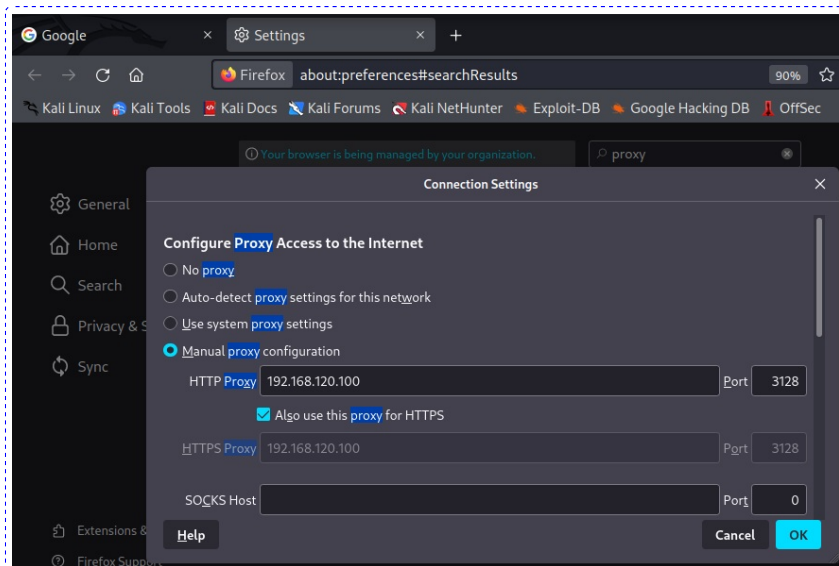 Google
Settings
Firefox about:preferences#searchResults 90%
Kali Linux Kali Tools Kali Docs Kali Forums Kali NetHunter Exploit-DB Google Hacking DB OffSec
Your browser is being managed by your organization. proxy
Connection Settings
General
Configure Proxy Access to the Internet
Home
No proxy
Search
Auto-detect proxy settings for this network
Privacy & S
Use system proxy settings
Manual proxy configuration
Sync
HTTP Proxy 192.168.120.100 Port 3128
Also use this proxy for HTTPS
HTTPS Proxy 192.168.120.100 Port 3128
SOCKS Host Port 0
Extensions &
Help Cancel OK
Firefox Support